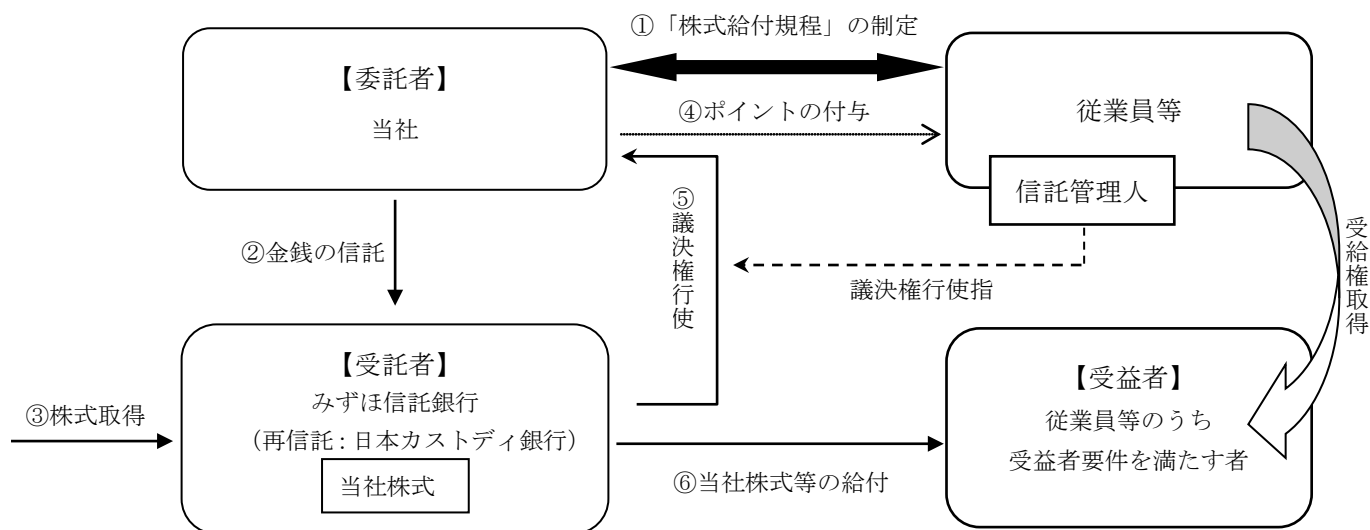 ①「株式給付規程」の制定
【委託者】
当社
④ポイントの付与
従業員等
信託管理人
②金銭の信託
⑤議決権行使
議決権行使指
受給権取得
【受託者】
みずほ信託銀行
（再信託：日本カストディ銀行）
当社株式
③株式取得
⑥当社株式等の給付
【受益者】
従業員等のうち
受益者要件を満たす者